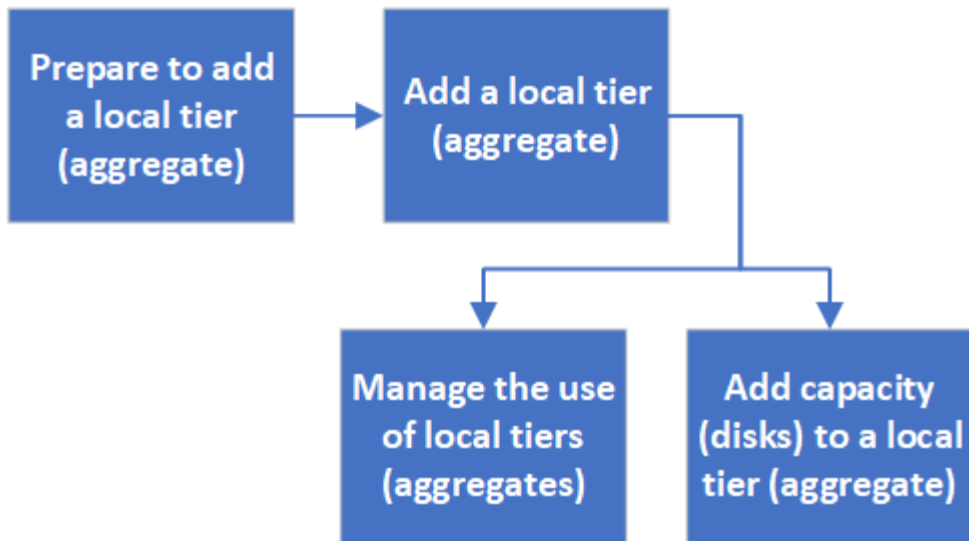 Prepare to add
a local tier
(aggregate)
Add a local tier
(aggregate)
Manage the use
of local tiers
(aggregates)
Add capacity
(disks) to a local
tier (aggregate)